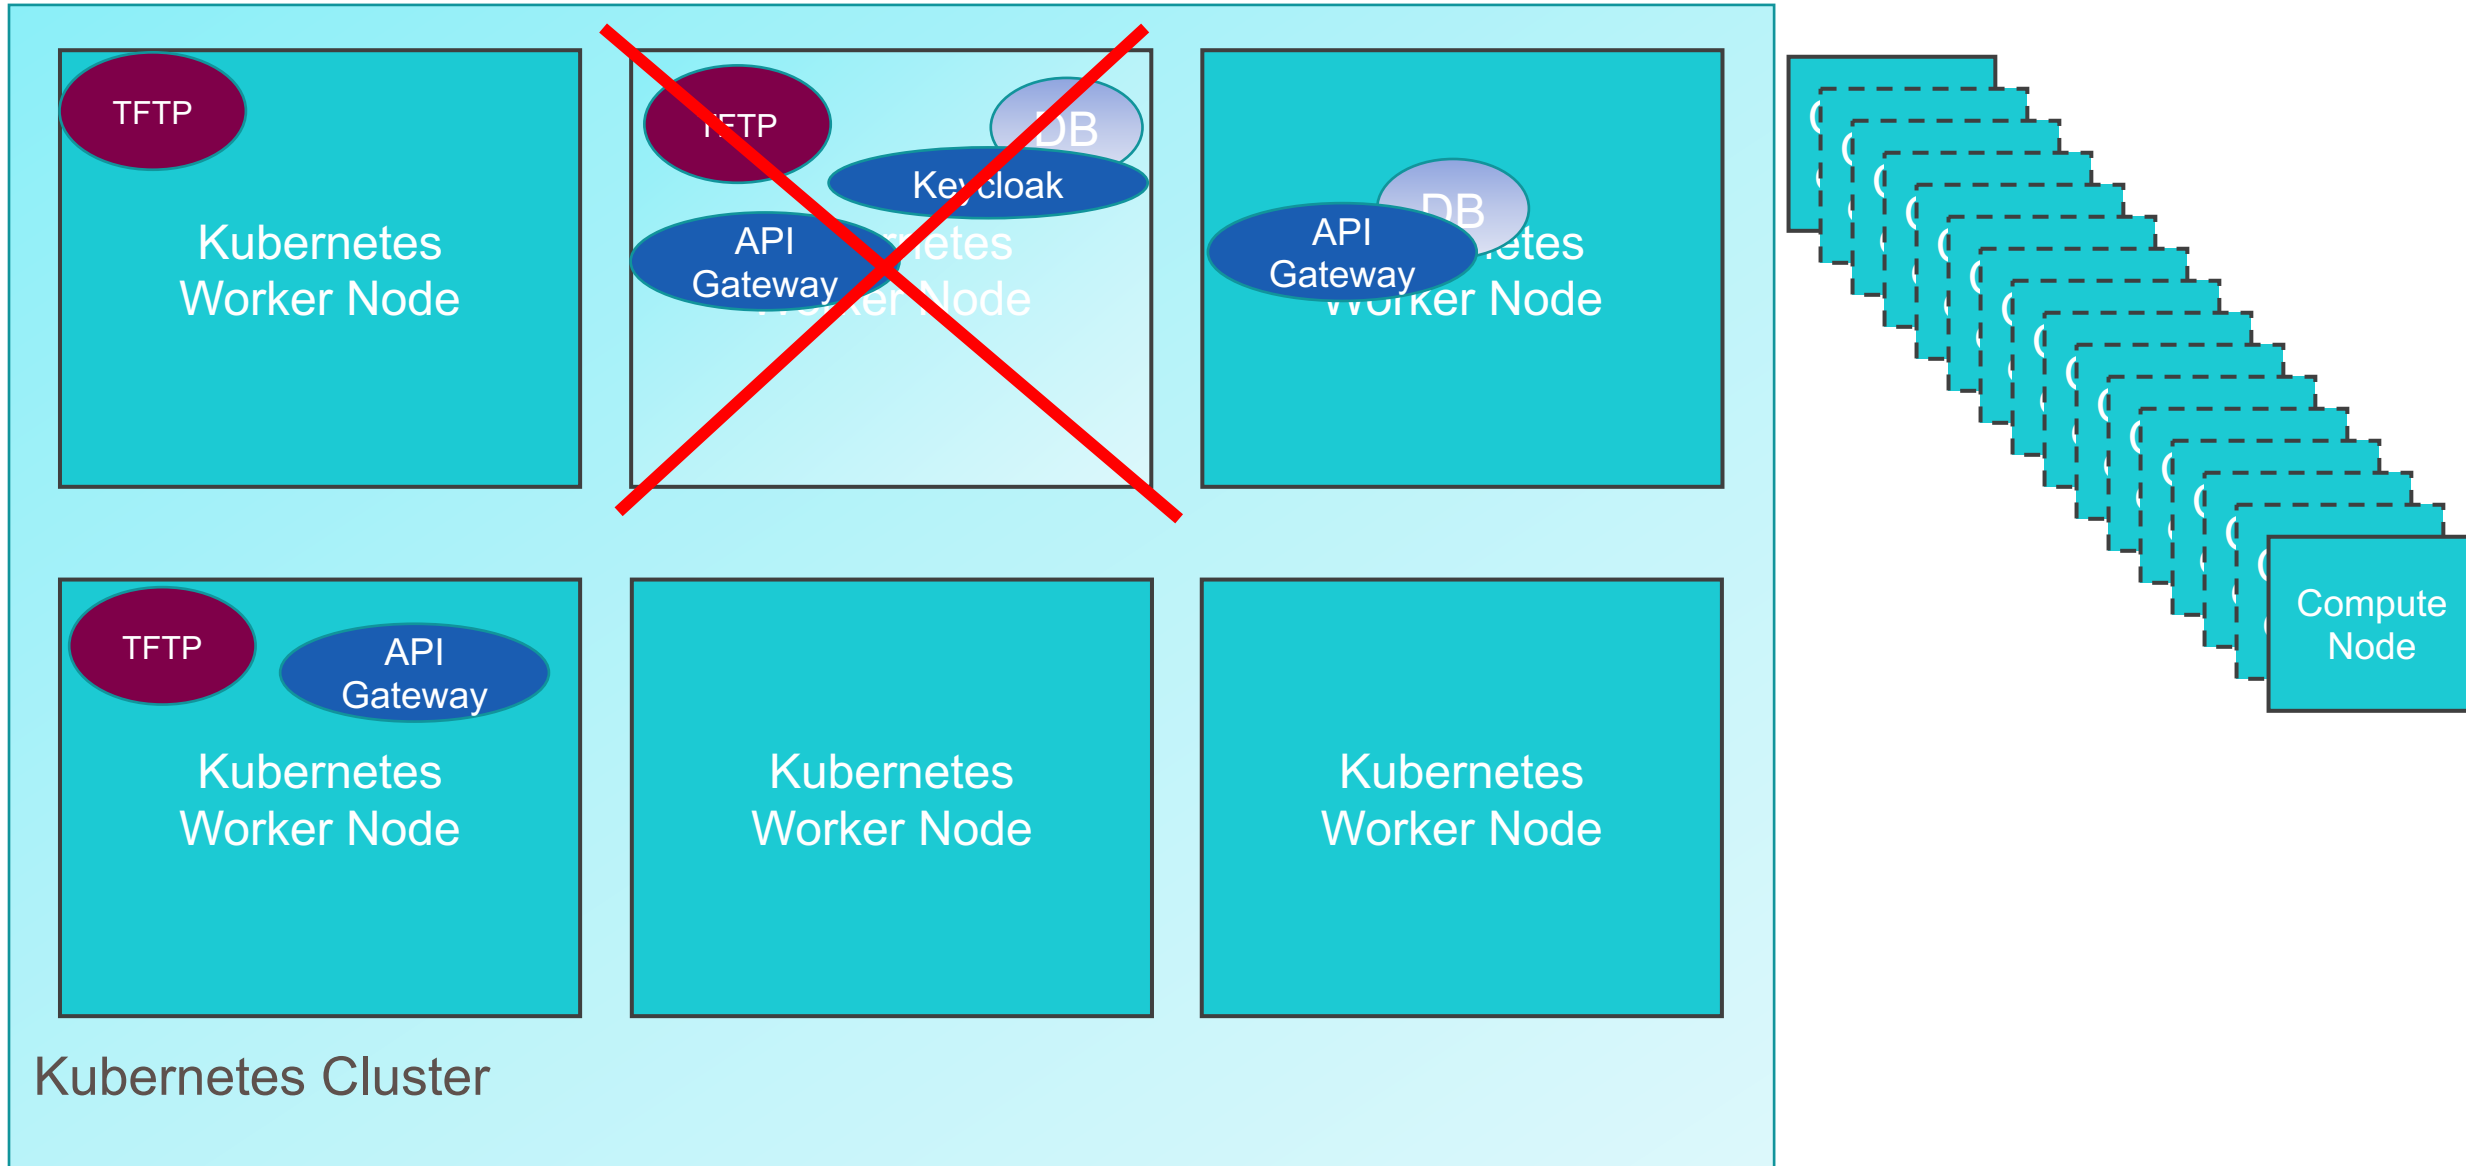 TFTP
Kubernetes
Worker Node
TFTP
DB
Keycloak
API
Gateway
Node
DB
API
Gateway
Worker Node
TFTP
API
Gateway
Kubernetes
Worker Node
Kubernetes
Worker Node
Kubernetes
Worker Node
Compute
Node
Kubernetes Cluster